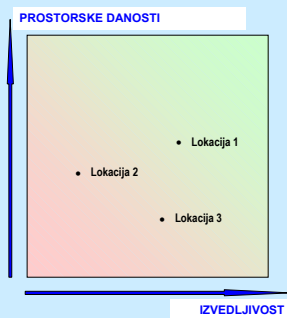 PROSTORSKE DANOSTI
Lokacija 1
Lokacija 2
Lokacija 3
IZVEDLJIVOST